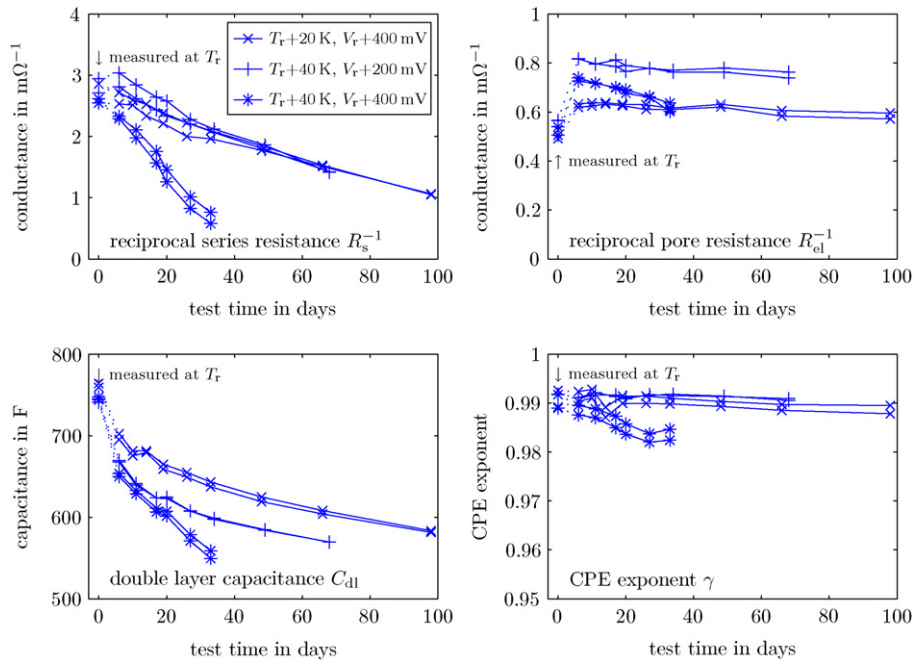 4
3
2
1
0
0 20 40 60 80 100
conductance in mΩ⁻¹
↓ measured at Tᵣ
Tᵣ+20 K, Vᵣ+400 mV
Tᵣ+40 K, Vᵣ+200 mV
Tᵣ+40 K, Vᵣ+400 mV
reciprocal series resistance Rₛ⁻¹
test time in days
1
0.8
0.6
0.4
0.2
0
0 20 40 60 80 100
conductance in mΩ⁻¹
↑ measured at Tᵣ
reciprocal pore resistance Rₑₗ⁻¹
test time in days
800
700
600
500
0 20 40 60 80 100
capacitance in F
↓ measured at Tᵣ
double layer capacitance C_dl
test time in days
1
0.99
0.98
0.97
0.96
0.95
0 20 40 60 80 100
CPE exponent
↓ measured at Tᵣ
CPE exponent γ
test time in days